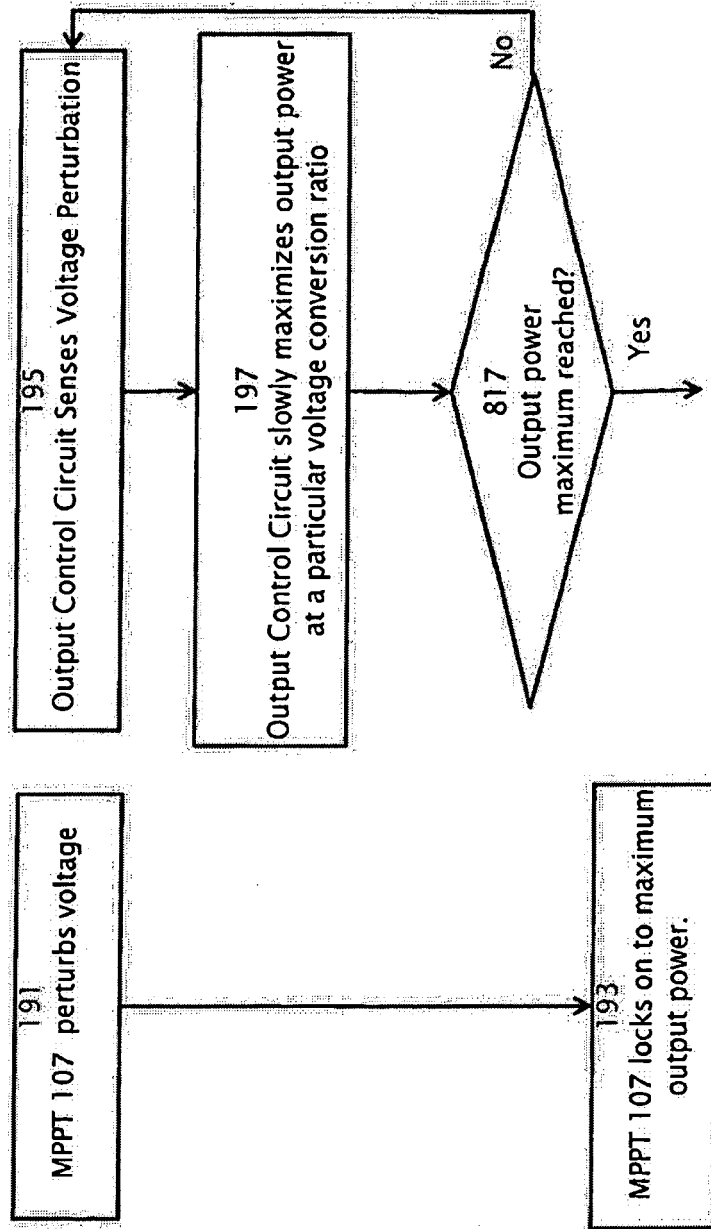 191
MPPT 107 perturbs voltage
193
MPPT 107 locks on to maximum
output power.
195
Output Control Circuit Senses Voltage Perturbation
197
Output Control Circuit slowly maximizes output power
at a particular voltage conversion ratio
817
Output power
maximum reached?
No
Yes